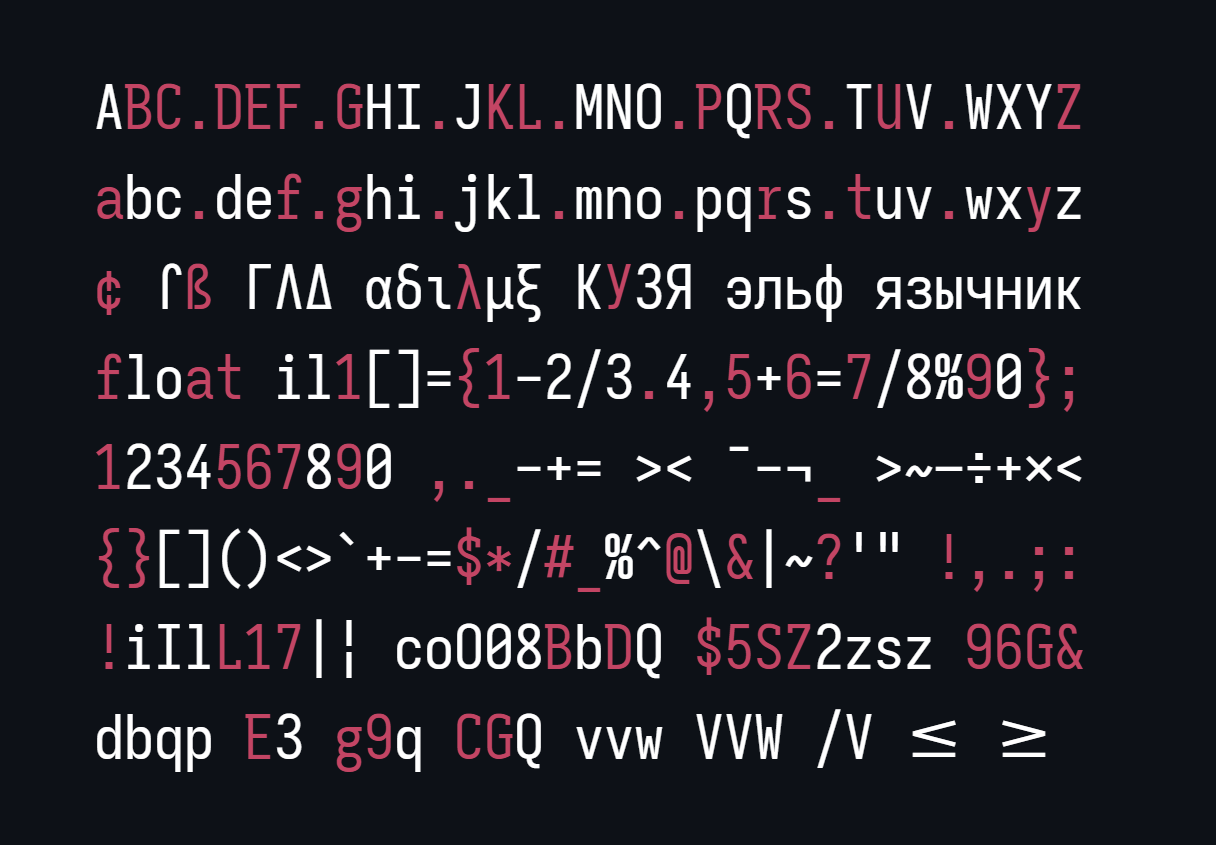 ABC.DEF.GHI.JKL.MNO.PQRS.TUV.WXYZ
abc.def.ghi.jkl.mno.pqrs.tuv.wxyz
¢ ſß ΓΛΔ αδιλμξ КУЗЯ эльф язычник
float il1[]={1-2/3.4,5+6=7/8%90};
1234567890 ,._-+= >< ¯-¬_ >~–÷+×<
{}[]()<>`+-=$*/#_%^@\&|~?'" !,.;:
!iIlL17|¦ coO08BbDQ $5SZ2zsz 96G&
dbqp E3 g9q CGQ vvw VVW /V ≤ ≥